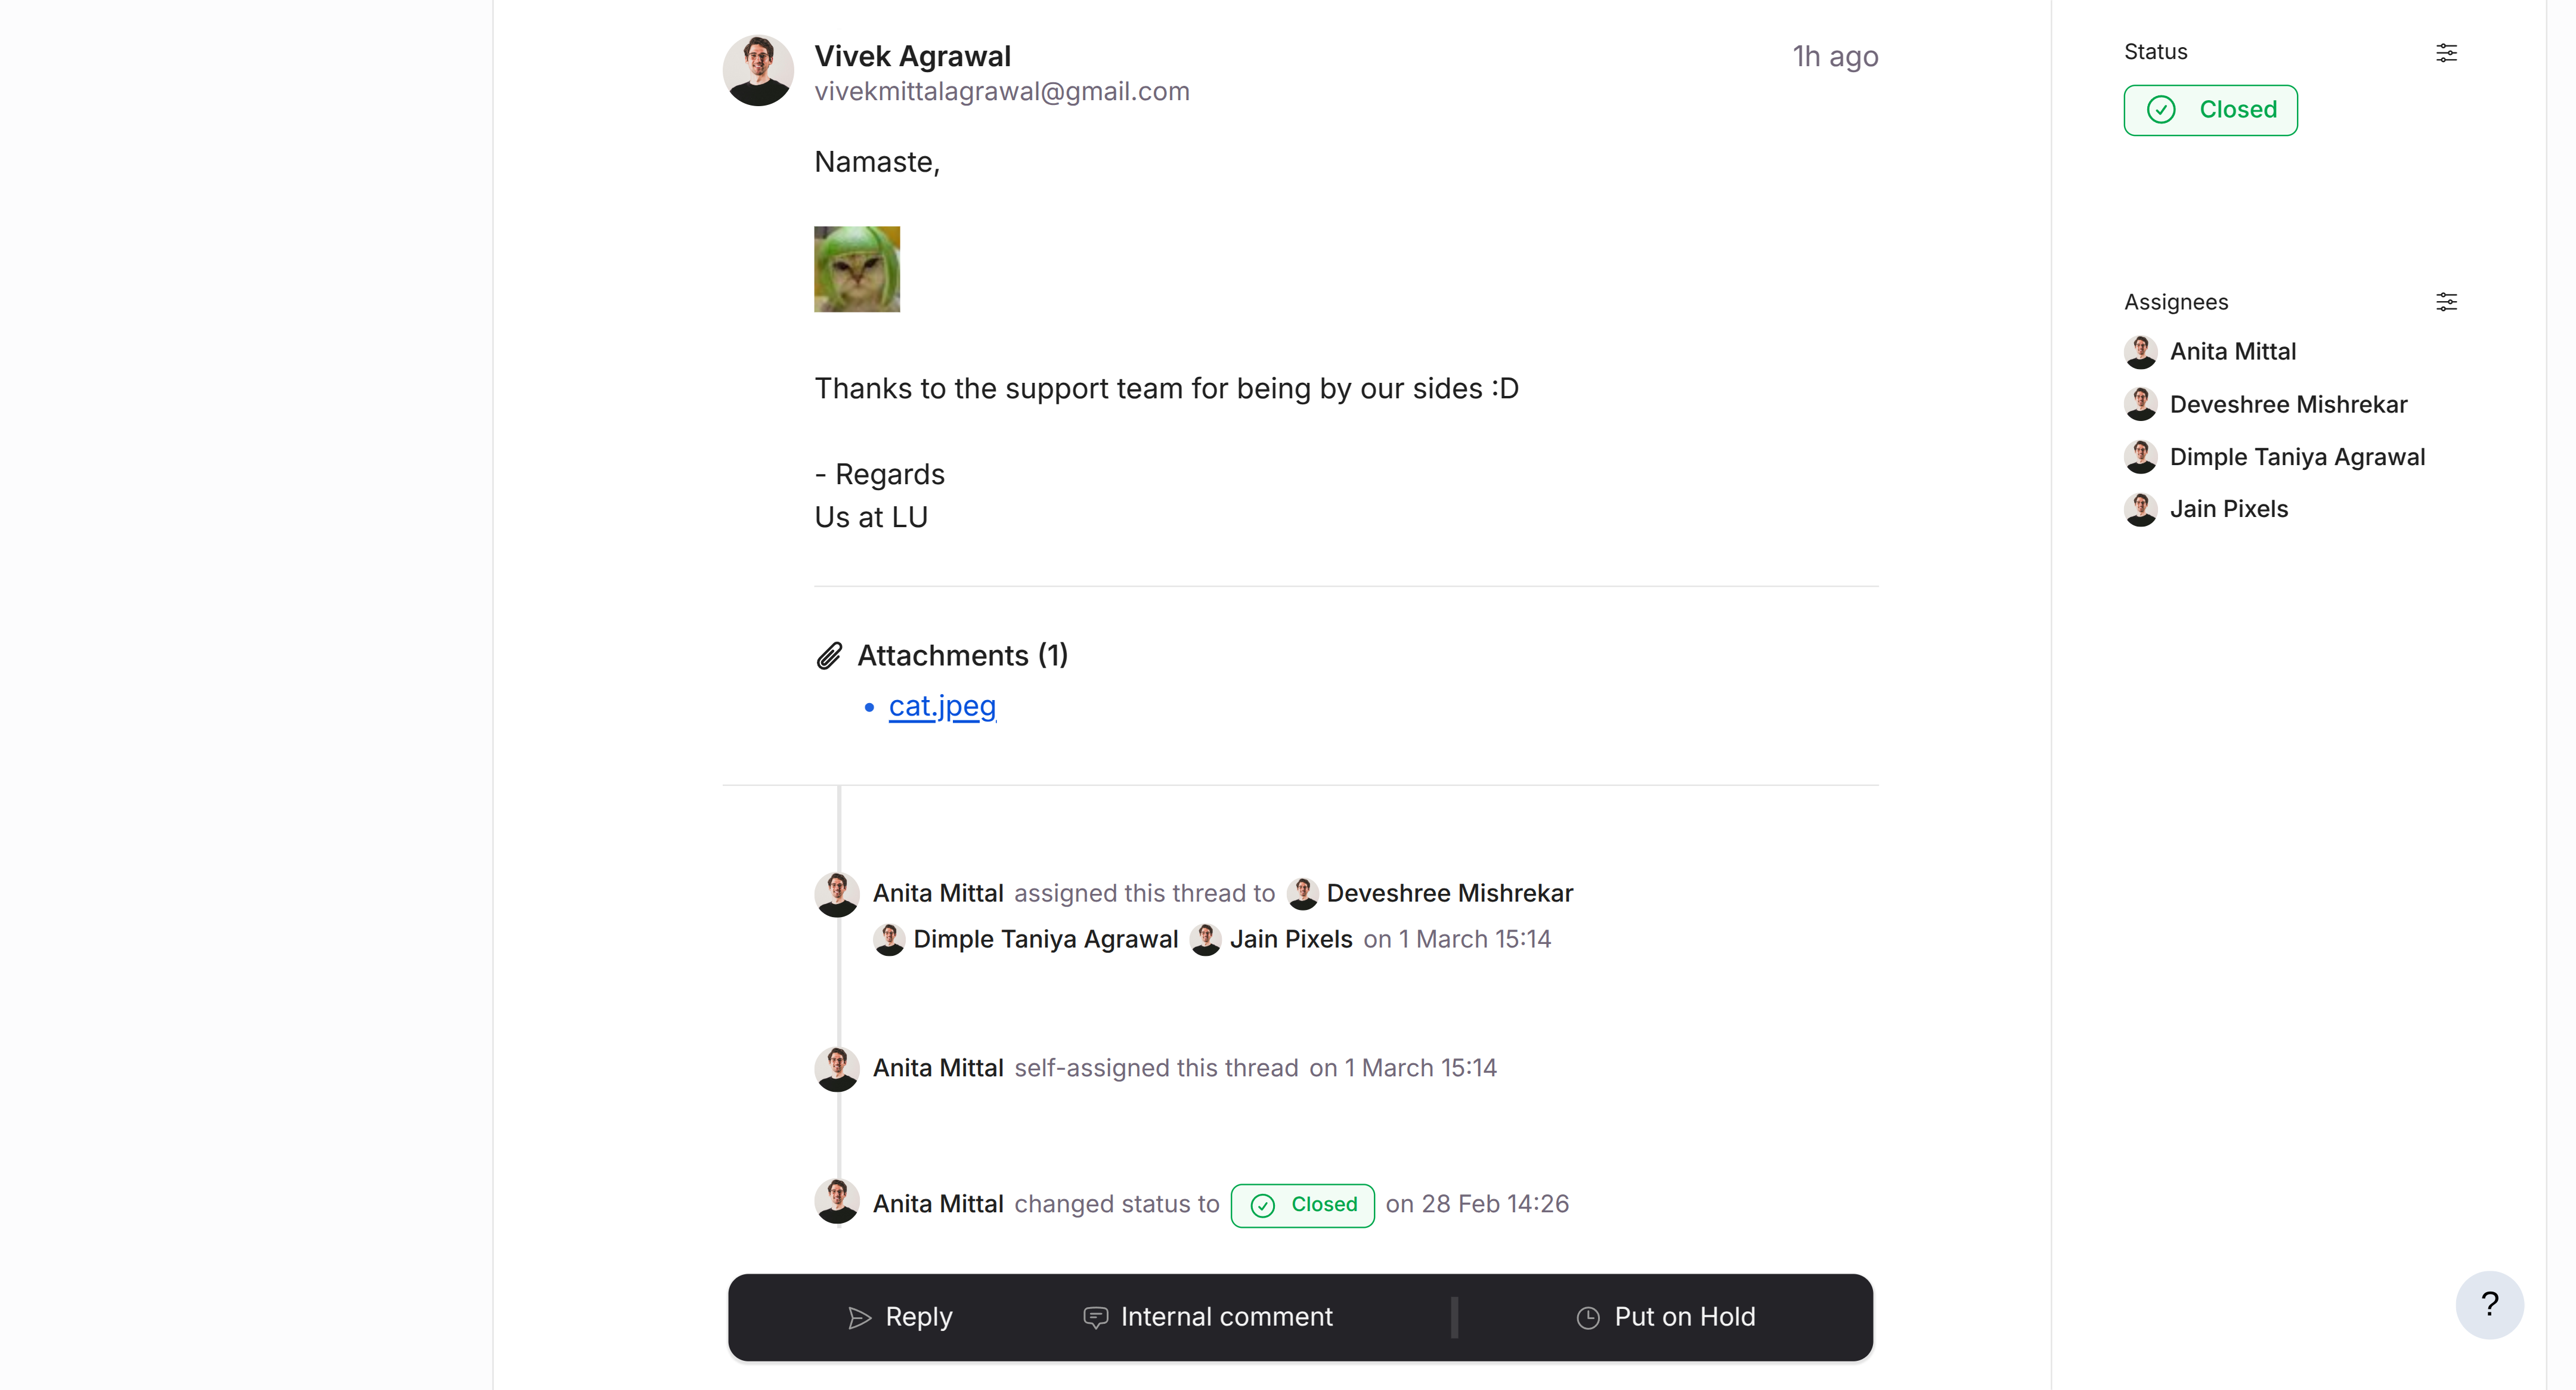 Vivek Agrawal
1h ago
vivekmittalagrawal@gmail.com
Namaste,
Thanks to the support team for being by our sides :D
- Regards
Us at LU
Attachments (1)
• cat.jpeg
Anita Mittal assigned this thread to Deveshree Mishrekar
Dimple Taniya Agrawal Jain Pixels on 1 March 15:14
Anita Mittal self-assigned this thread on 1 March 15:14
Anita Mittal changed status to Closed on 28 Feb 14:26
Reply
Internal comment
Put on Hold
Status
Closed
Assignees
Anita Mittal
Deveshree Mishrekar
Dimple Taniya Agrawal
Jain Pixels
?